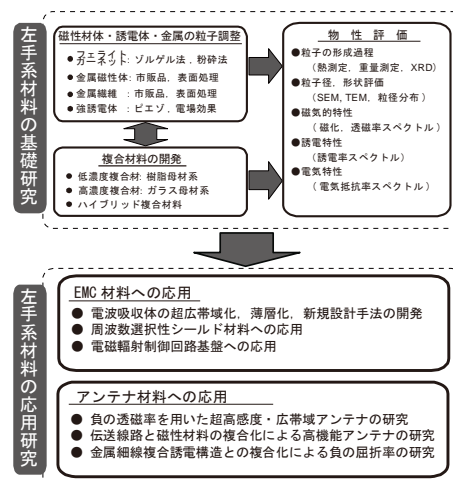 左手系材料の基礎研究
磁性材体・誘電体・金属の粒子調整
フェライト
ガーネット：ゾルゲル法，粉砕法
●金属磁性体：市販品，表面処理
●金属繊維　：市販品，表面処理
●強誘電体　：ピエゾ，電場効果
複合材料の開発
● 低濃度複合材: 樹脂母材系
● 高濃度複合材: ガラス母材系
● ハイブリッド複合材料
物 性 評 価
●粒子の形成過程
（熱測定，重量測定，XRD）
●粒子径，形状評価
（SEM, TEM，粒径分布）
●磁気的特性
（磁化，透磁率スペクトル）
●誘電特性
（誘電率スペクトル）
●電気特性
（電気抵抗率スペクトル）
左手系材料の応用研究
EMC 材料への応用
● 電波吸収体の超広帯域化，薄層化，新規設計手法の開発
● 周波数選択性シールド材料への応用
● 電磁輻射制御回路基盤への応用
アンテナ材料への応用
● 負の透磁率を用いた超高感度・広帯域アンテナの研究
● 伝送線路と磁性材料の複合化による高機能アンテナの研究
● 金属細線複合誘電構造との複合化による負の屈折率の研究